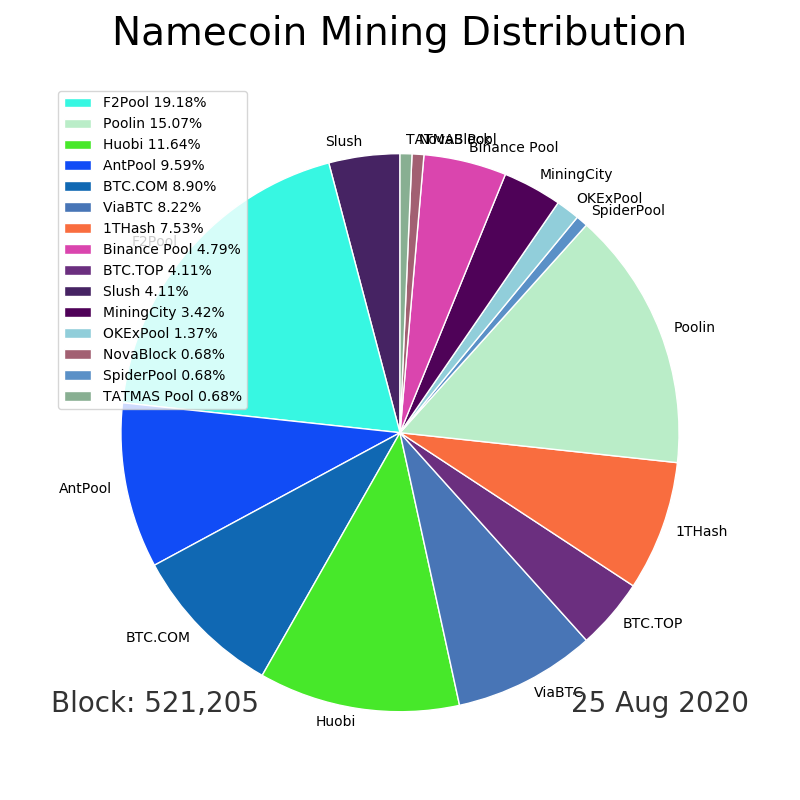 Namecoin Mining Distribution
F2Pool 19.18%
Poolin 15.07%
Huobi 11.64%
AntPool 9.59%
BTC.COM 8.90%
ViaBTC 8.22%
1THash 7.53%
Binance Pool 4.79%
BTC.TOP 4.11%
Slush 4.11%
MiningCity 3.42%
OKExPool 1.37%
NovaBlock 0.68%
SpiderPool 0.68%
TATMAS Pool 0.68%
Slush
TATMAS Pool
NovaBlock
Binance Pool
MiningCity
OKExPool
SpiderPool
F2Pool
Poolin
AntPool
1THash
BTC.COM
BTC.TOP
ViaBTC
Huobi
Block: 521,205
25 Aug 2020